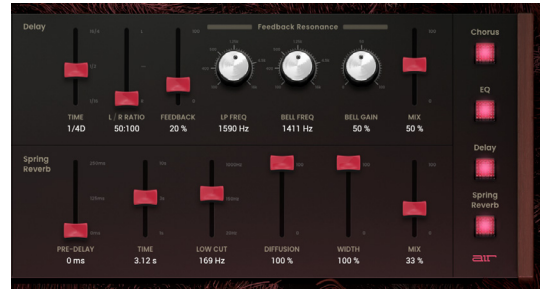 Delay
Feedback Resonance
Chorus
TIME
1/4D
L / R RATIO
50:100
FEEDBACK
20 %
LP FREQ
1590 Hz
BELL FREQ
1411 Hz
BELL GAIN
50 %
MIX
50 %
EQ
Delay
Spring
Reverb
Spring
Reverb
PRE-DELAY
0 ms
TIME
3.12 s
LOW CUT
169 Hz
DIFFUSION
100 %
WIDTH
100 %
MIX
33 %
air